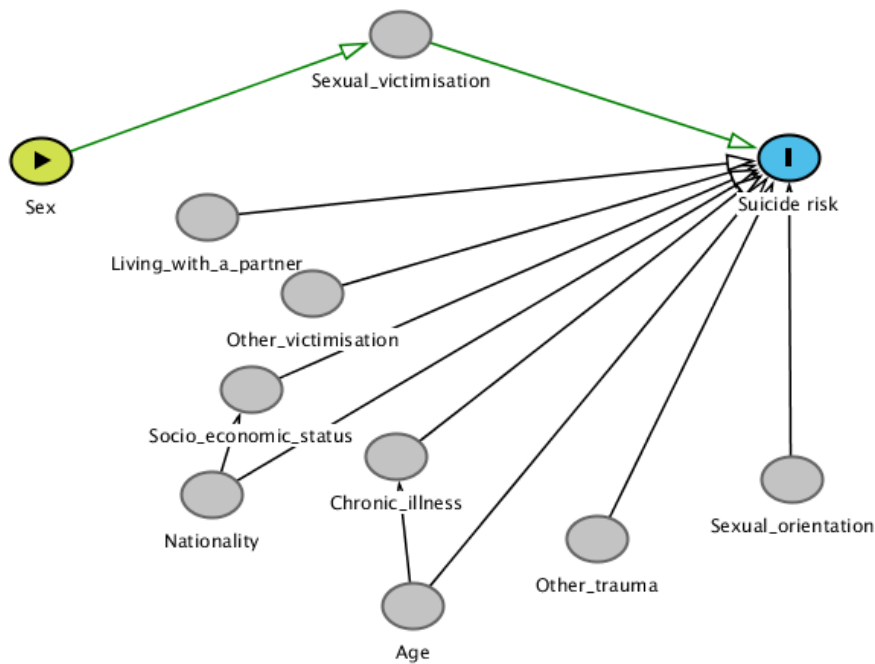 Sexual_victimisation
Sex
Suicide risk
Living_with_a_partner
Other_victimisation
Socio_economic_status
Chronic_illness
Sexual_orientation
Nationality
Other_trauma
Age